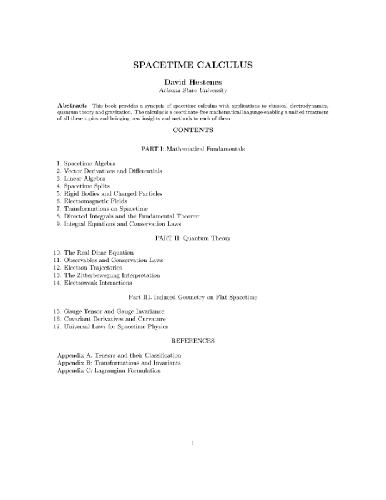 SPACETIME CALCULUS
David Hestenes
Arizona State University
Abstract: This book provides a synopsis of spacetime calculus with applications to classical electrodynamics,
quantum theory and gravitation. The calculus is a coordinate-free mathematical language enabling a unified treatment
of all these topics and bringing new insights and methods to each of them.
CONTENTS
PART I: Mathematical Fundamentals
1. Spacetime Algebra
2. Vector Derivatives and Differentials
3. Linear Algebra
4. Spacetime Splits
5. Rigid Bodies and Charged Particles
6. Electromagnetic Fields
7. Transformations on Spacetime
8. Directed Integrals and the Fundamental Theorem
9. Integral Equations and Conservation Laws
PART II: Quantum Theory
10. The Real Dirac Equation
11. Observables and Conservation Laws
12. Electron Trajectories
13. The Zitterbewegung Interpretation
14. Electroweak Interactions
Part III. Induced Geometry on Flat Spacetime
15. Gauge Tensor and Gauge Invariance
16. Covariant Derivatives and Curvature
17. Universal Laws for Spacetime Physics
REFERENCES
Appendix A: Tensors and their Classification
Appendix B: Transformations and Invariants
Appendix C: Lagrangian Formulation
1